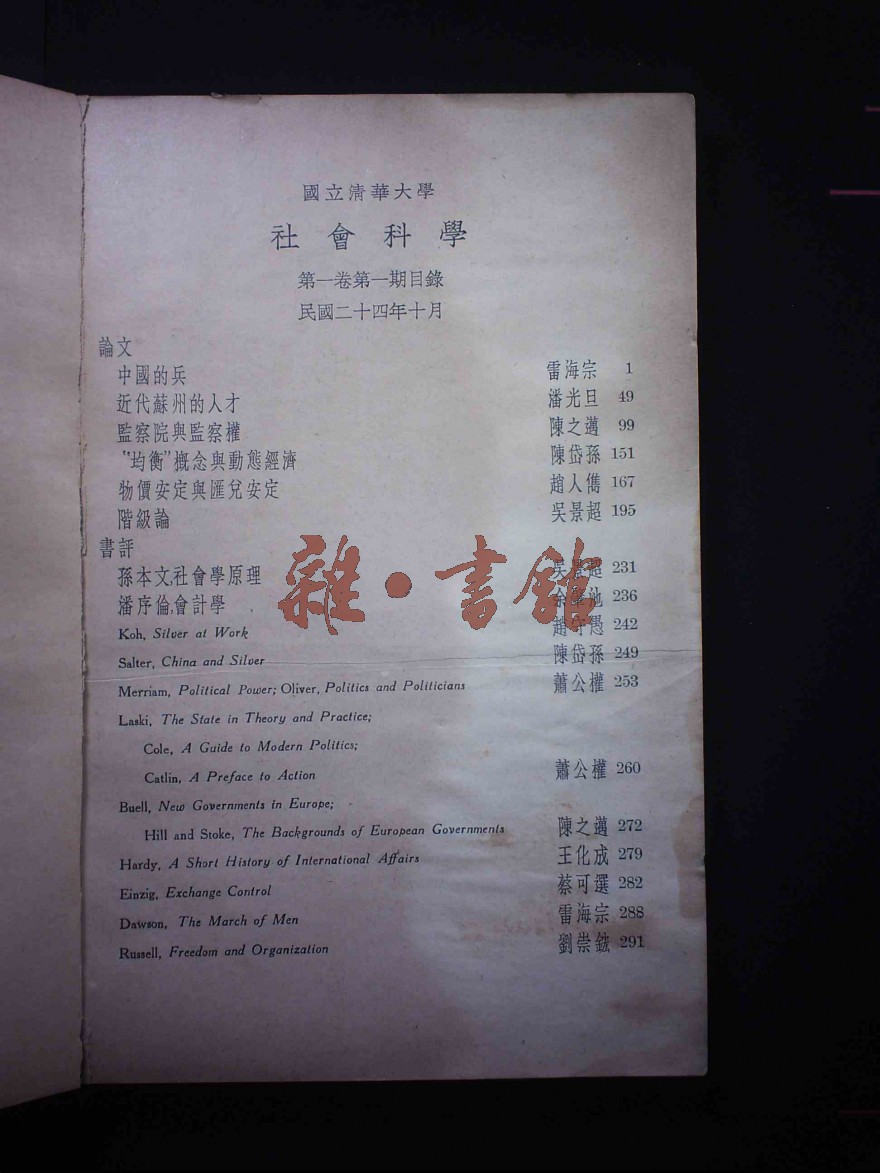 國立清華大學
社會科學
第一卷第一期目錄
民國二十四年十月
論文
中國的兵 雷海宗 1
近代蘇州的人才 潘光旦 49
監察院與監察權 陳之邁 99
"均衡"概念與動態經濟 陳岱孫 151
物價安定與匯兌安定 趙人儁 167
階級論 吳景超 195
書評
孫本文,社會學原理 吳景超 231
潘序倫,會計學 余 236
Koh, Silver at Work 趙守愚 242
Salter, China and Silver 陳岱孫 249
Merriam, Political Power; Oliver, Politics and Politicians 蕭公權 253
Laski, The State in Theory and Practice;
Cole, A Guide to Modern Politics;
Catlin, A Preface to Action 蕭公權 260
Buell, New Governments in Europe;
Hill and Stoke, The Backgrounds of European Governments 陳之邁 272
Hardy, A Short History of International Affairs 王化成 279
Einzig, Exchange Control 蔡可選 282
Dawson, The March of Men 雷海宗 288
Russell, Freedom and Organization 劉崇鋐 291
雜·書館